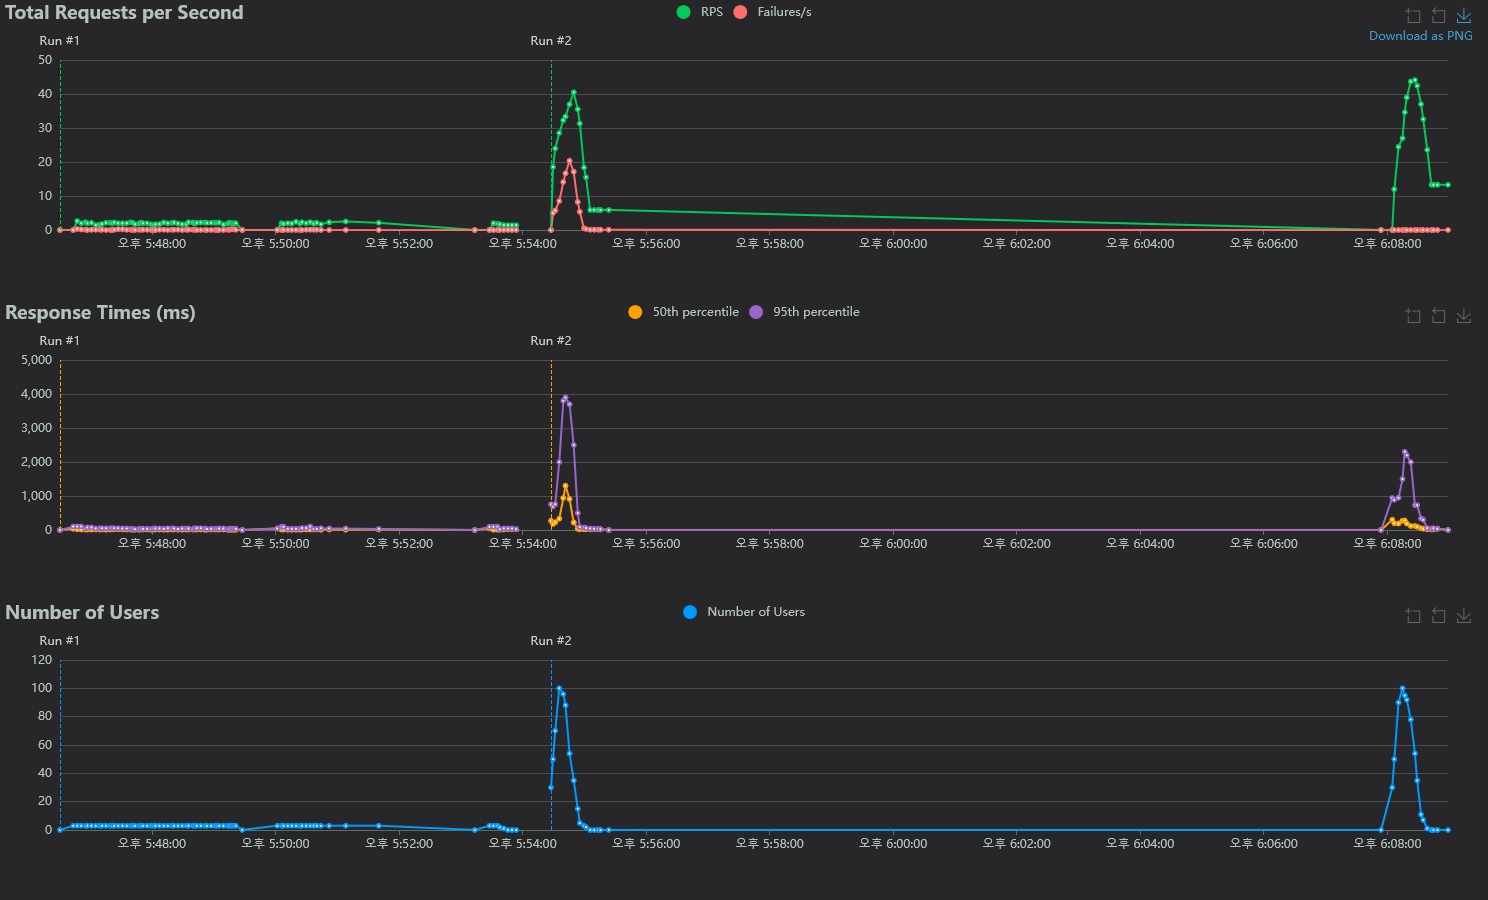 Total Requests per Second
RPS Failures/s
Download as PNG
Run #1 Run #2
50
40
30
20
10
0
오후 5:48:00 오후 5:50:00 오후 5:52:00 오후 5:54:00 오후 5:56:00 오후 5:58:00 오후 6:00:00 오후 6:02:00 오후 6:04:00 오후 6:06:00 오후 6:08:00
Response Times (ms)
50th percentile 95th percentile
Run #1 Run #2
5,000
4,000
3,000
2,000
1,000
0
오후 5:48:00 오후 5:50:00 오후 5:52:00 오후 5:54:00 오후 5:56:00 오후 5:58:00 오후 6:00:00 오후 6:02:00 오후 6:04:00 오후 6:06:00 오후 6:08:00
Number of Users
Number of Users
Run #1 Run #2
120
100
80
60
40
20
0
오후 5:48:00 오후 5:50:00 오후 5:52:00 오후 5:54:00 오후 5:56:00 오후 5:58:00 오후 6:00:00 오후 6:02:00 오후 6:04:00 오후 6:06:00 오후 6:08:00